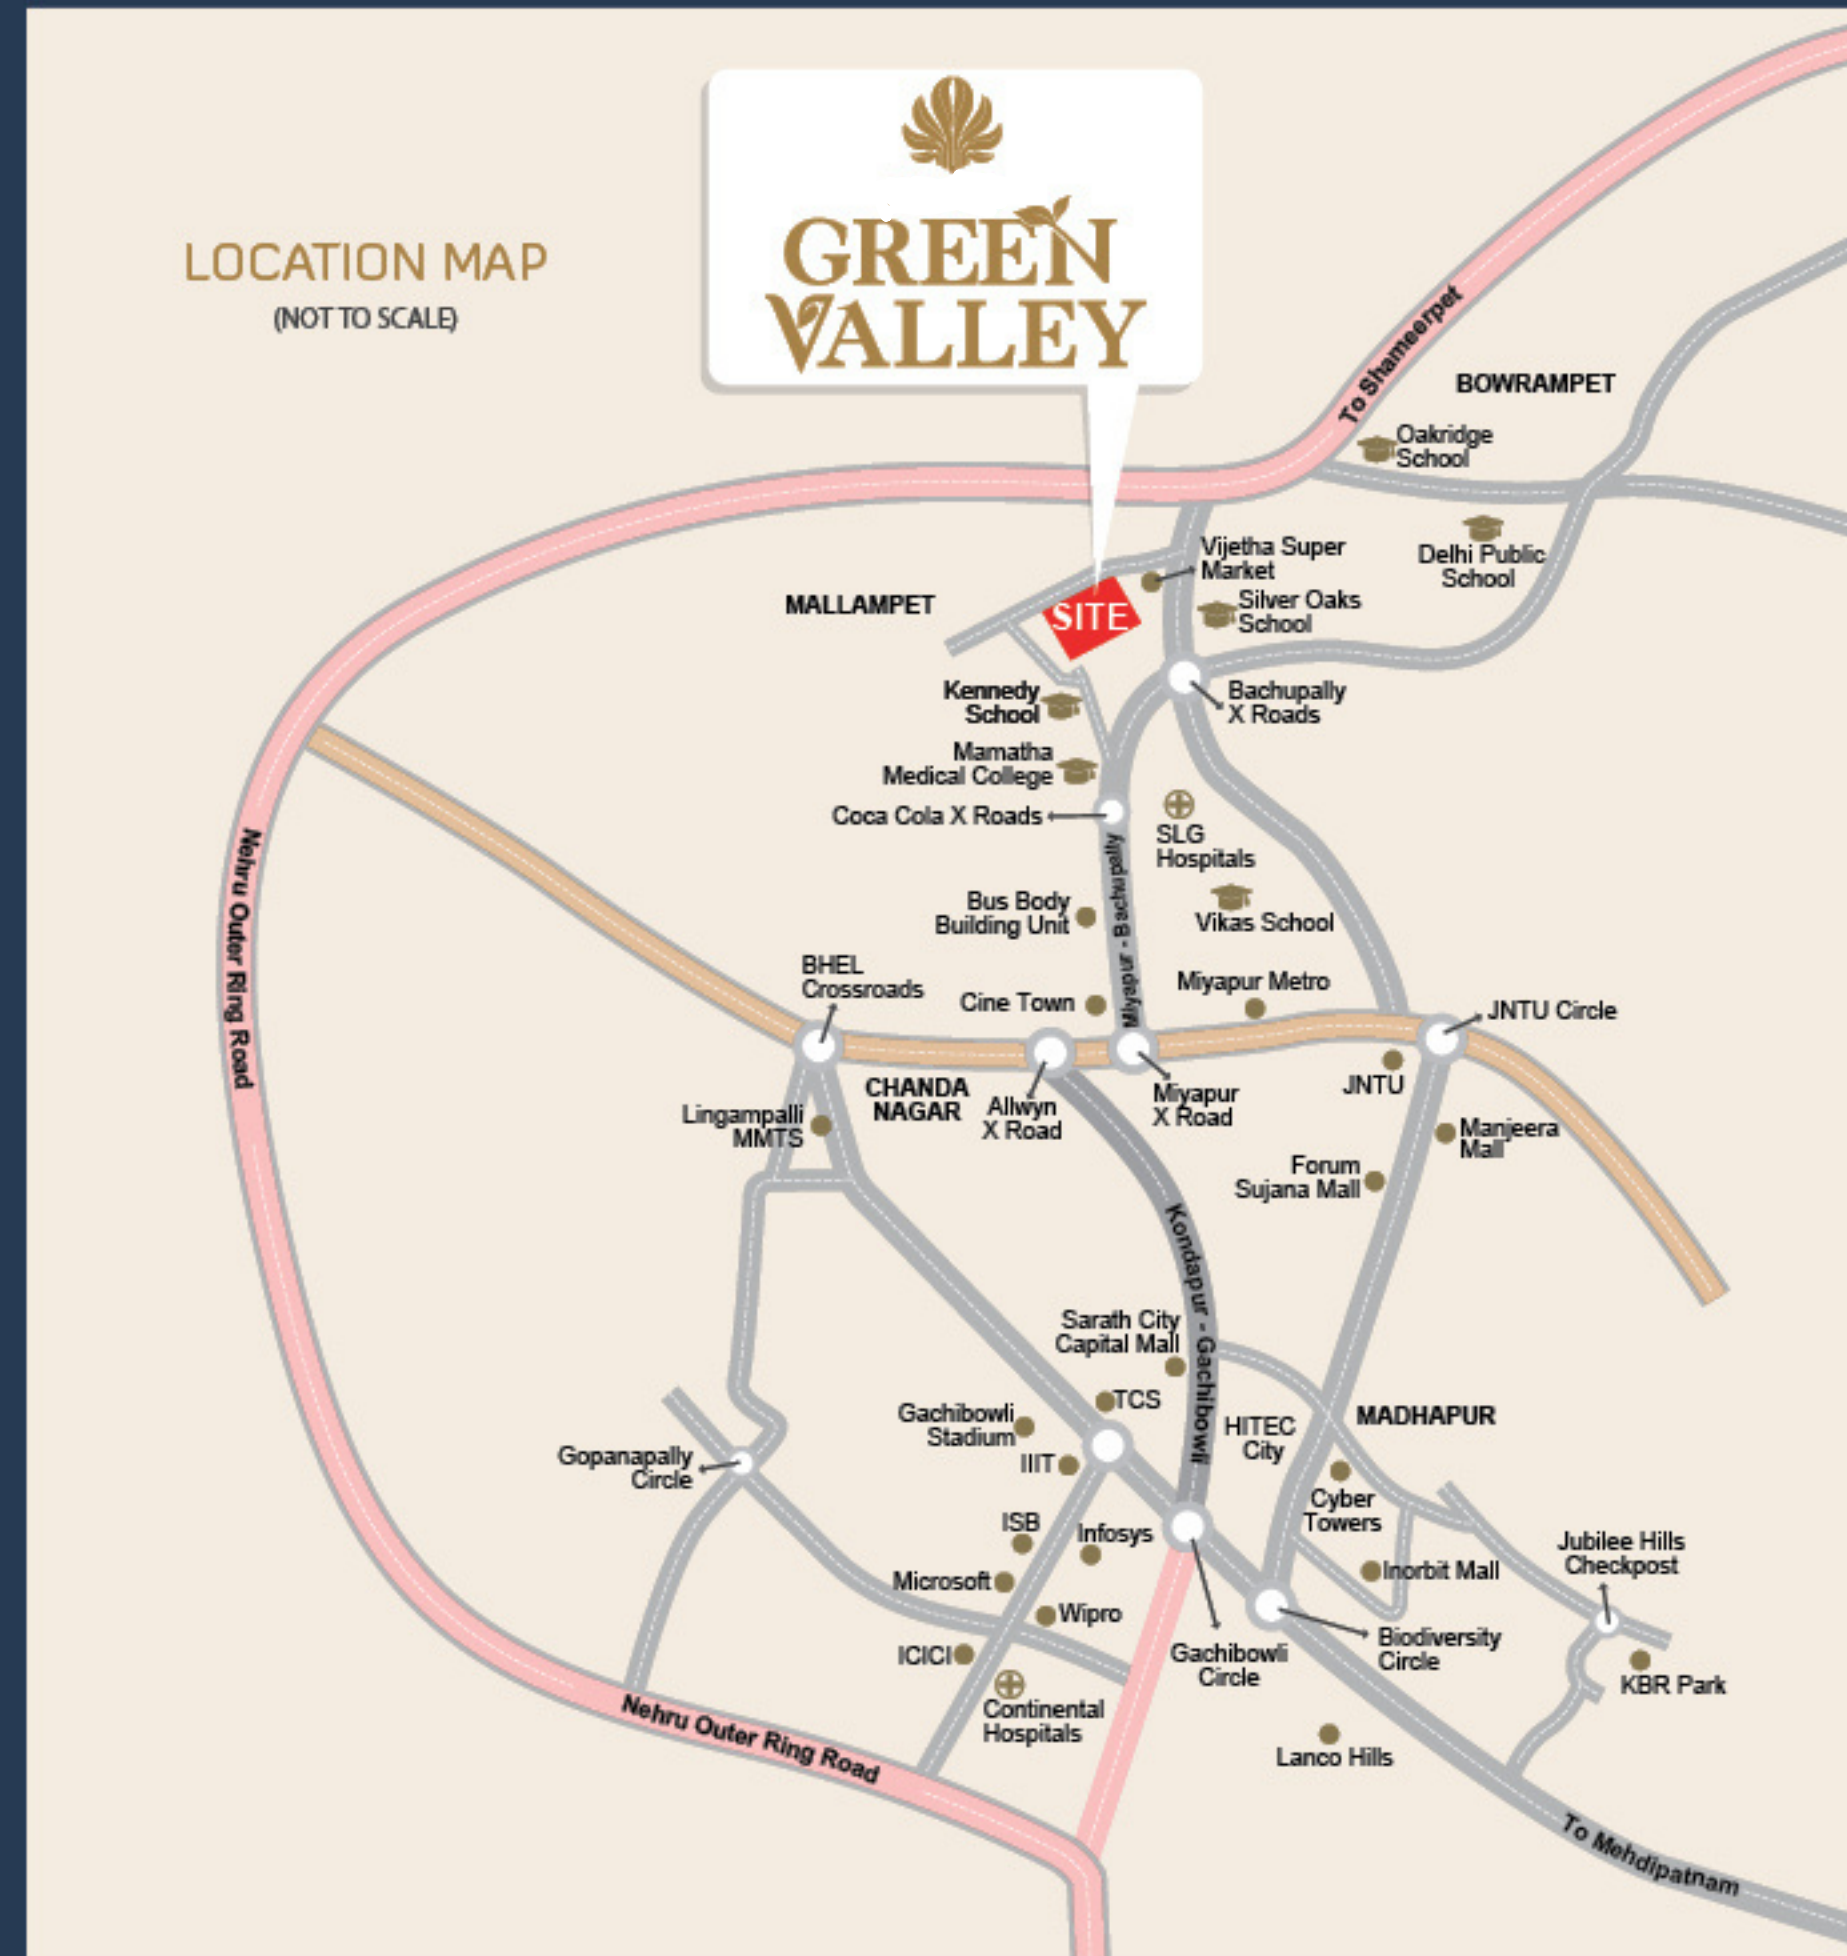 GREEN
VALLEY
LOCATION MAP
(NOT TO SCALE)
To Shameerpet
BOWRAMPET
Oakridge
School
Vijetha Super
Market
Delhi Public
School
MALLAMPET
SITE
Silver Oaks
School
Kennedy
School
Bachupally
X Roads
Mamatha
Medical College
Coca Cola X Roads
SLG
Hospitals
Miyapur - Bachupally
Nehru Outer Ring Road
Bus Body
Building Unit
Vikas School
BHEL
Crossroads
Cine Town
Miyapur Metro
JNTU Circle
CHANDA
NAGAR
Allwyn
X Road
Miyapur
X Road
JNTU
Lingampalli
MMTS
Manjeera
Mall
Forum
Sujana Mall
Kondapur - Gachibowli
Sarath City
Capital Mall
TCS
Gachibowli
Stadium
HITEC
City
MADHAPUR
Gopanapally
Circle
IIIT
ISB
Infosys
Cyber
Towers
Jubilee Hills
Checkpost
Microsoft
Inorbit Mall
Wipro
ICICI
Gachibowli
Circle
Biodiversity
Circle
KBR Park
Continental
Hospitals
Nehru Outer Ring Road
Lanco Hills
To Mehdipatnam